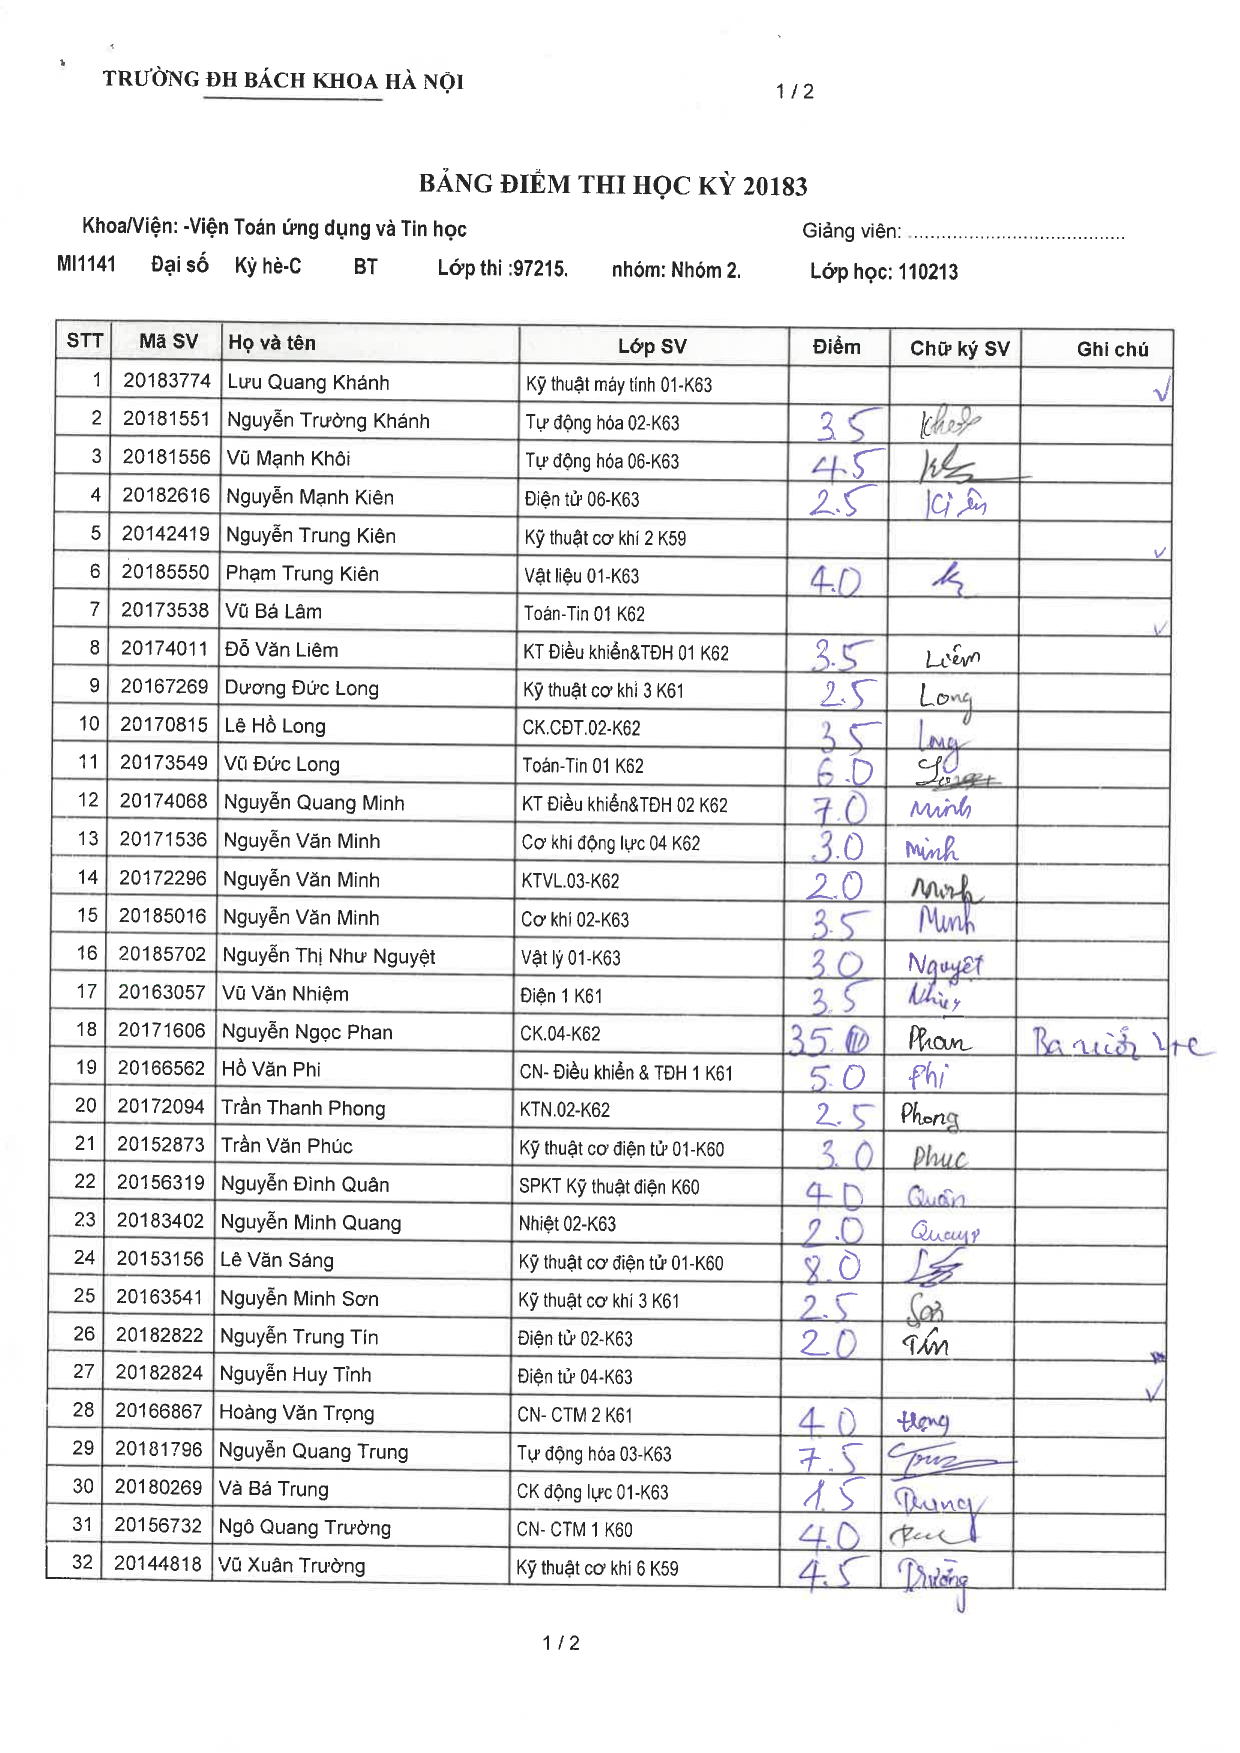 TRƯỜNG ĐH BÁCH KHOA HÀ NỘI
1 / 2
BẢNG ĐIỂM THI HỌC KỲ 20183
Khoa/Viện: -Viện Toán ứng dụng và Tin học Giảng viên: ......................................
MI1141 Đại số Kỳ hè-C BT Lớp thi :97215. nhóm: Nhóm 2. Lớp học: 110213
STT Mã SV Họ và tên Lớp SV Điểm Chữ ký SV Ghi chú
1 20183774 Lưu Quang Khánh Kỹ thuật máy tính 01-K63 ✓
2 20181551 Nguyễn Trường Khánh Tự động hóa 02-K63 3.5
3 20181556 Vũ Mạnh Khôi Tự động hóa 06-K63 4.5
4 20182616 Nguyễn Mạnh Kiên Điện tử 06-K63 2.5 Kiên
5 20142419 Nguyễn Trung Kiên Kỹ thuật cơ khí 2 K59 ✓
6 20185550 Phạm Trung Kiên Vật liệu 01-K63 4.0
7 20173538 Vũ Bá Lâm Toán-Tin 01 K62 ✓
8 20174011 Đỗ Văn Liêm KT Điều khiển&TĐH 01 K62 3.5 Liêm
9 20167269 Dương Đức Long Kỹ thuật cơ khí 3 K61 2.5 Long
10 20170815 Lê Hồ Long CK.CĐT.02-K62 3.5 Long
11 20173549 Vũ Đức Long Toán-Tin 01 K62 6.0
12 20174068 Nguyễn Quang Minh KT Điều khiển&TĐH 02 K62 7.0 Minh
13 20171536 Nguyễn Văn Minh Cơ khí động lực 04 K62 3.0 Minh
14 20172296 Nguyễn Văn Minh KTVL.03-K62 2.0 Minh
15 20185016 Nguyễn Văn Minh Cơ khí 02-K63 3.5 Minh
16 20185702 Nguyễn Thị Như Nguyệt Vật lý 01-K63 3.0 Nguyệt
17 20163057 Vũ Văn Nhiệm Điện 1 K61 3.5
18 20171606 Nguyễn Ngọc Phan CK.04-K62 3.5 Phan
19 20166562 Hồ Văn Phi CN- Điều khiển & TĐH 1 K61 5.0 Phi
20 20172094 Trần Thanh Phong KTN.02-K62 2.5 Phong
21 20152873 Trần Văn Phúc Kỹ thuật cơ điện tử 01-K60 3.0 Phuc
22 20156319 Nguyễn Đình Quân SPKT Kỹ thuật điện K60 4.0 Quân
23 20183402 Nguyễn Minh Quang Nhiệt 02-K63 2.0 Quang
24 20153156 Lê Văn Sáng Kỹ thuật cơ điện tử 01-K60 8.0
25 20163541 Nguyễn Minh Sơn Kỹ thuật cơ khí 3 K61 2.5 Sơn
26 20182822 Nguyễn Trung Tín Điện tử 02-K63 2.0 Tín
27 20182824 Nguyễn Huy Tỉnh Điện tử 04-K63 ✓
28 20166867 Hoàng Văn Trọng CN- CTM 2 K61 4.0 Trọng
29 20181796 Nguyễn Quang Trung Tự động hóa 03-K63 7.5
30 20180269 Và Bá Trung CK động lực 01-K63 1.5 Trung
31 20156732 Ngô Quang Trường CN- CTM 1 K60 4.0
32 20144818 Vũ Xuân Trường Kỹ thuật cơ khí 6 K59 4.5 Trường
1 / 2